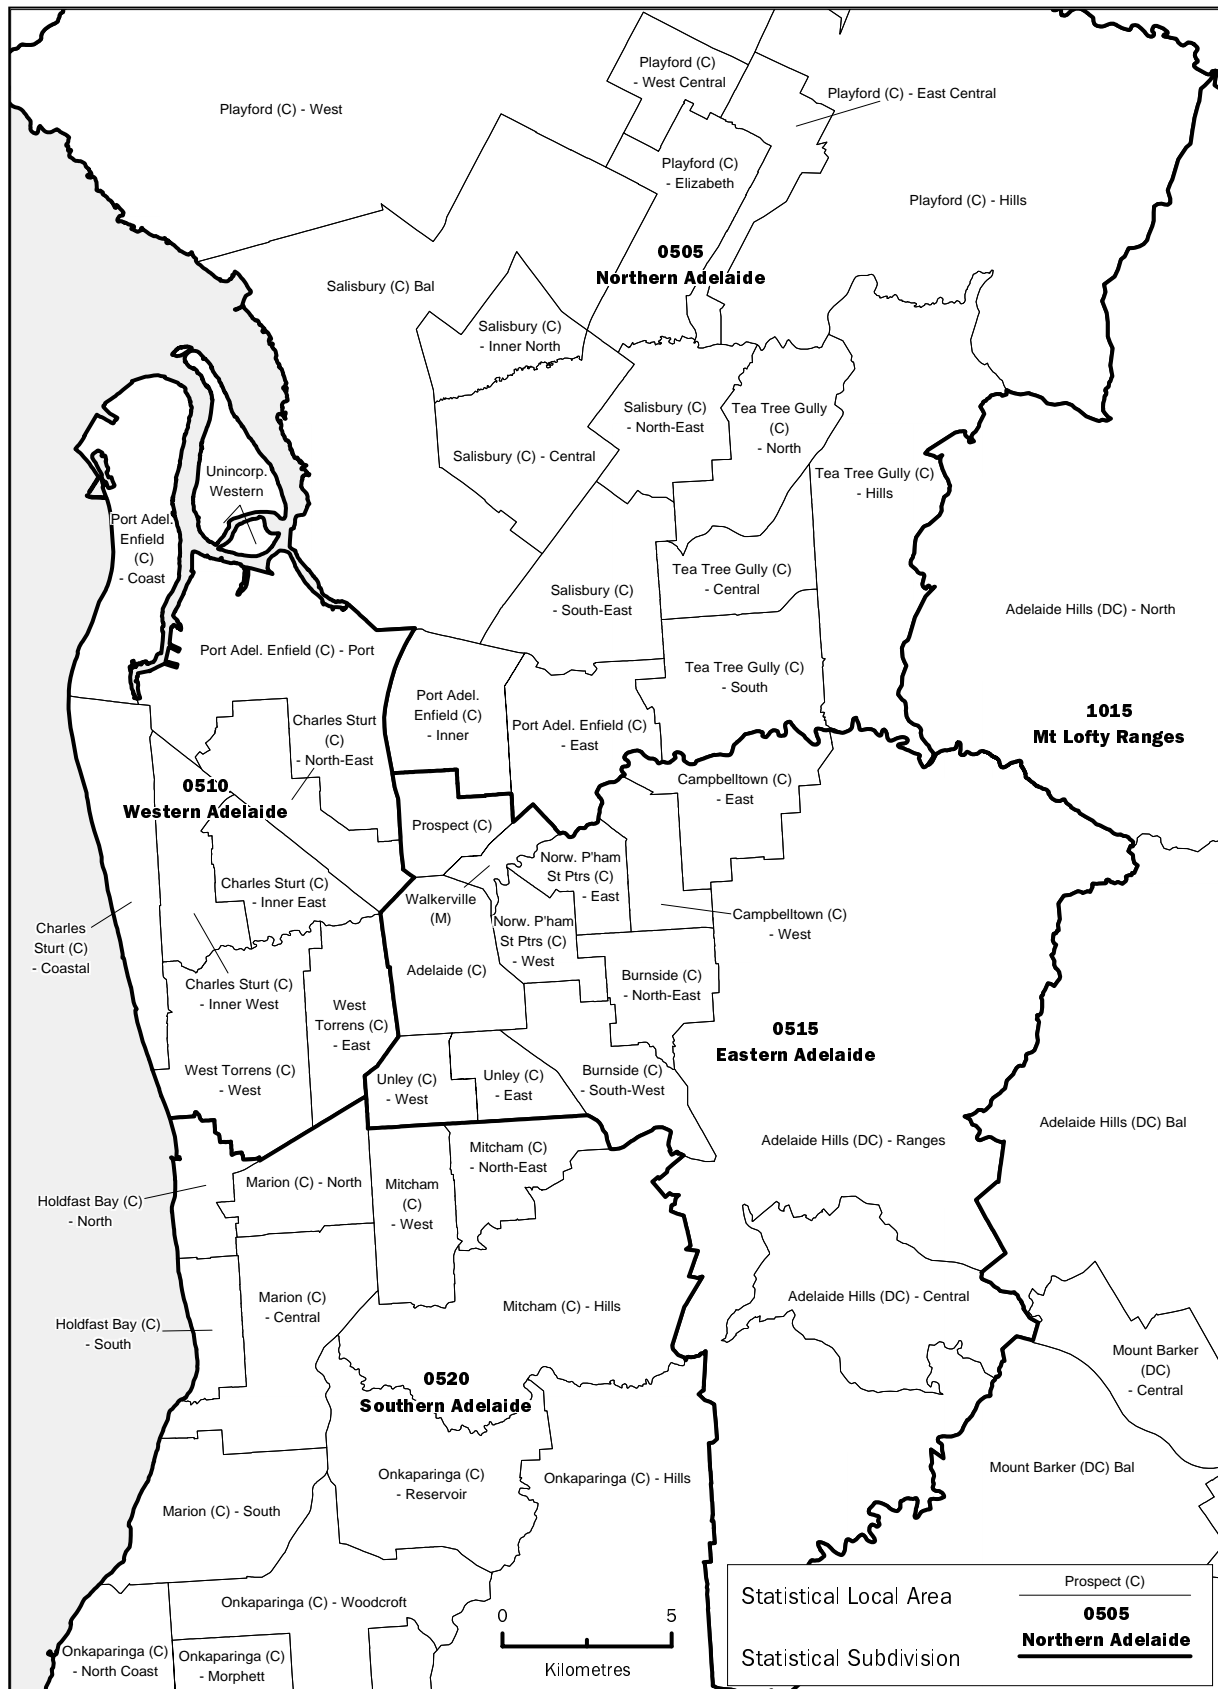 Playford (C)
- West Central
Playford (C) - East Central
Playford (C) - West
Playford (C)
- Elizabeth
Playford (C) - Hills
0505
Northern Adelaide
Salisbury (C) Bal
Salisbury (C)
- Inner North
Salisbury (C)
- North-East
Tea Tree Gully
(C)
- North
Salisbury (C) - Central
Tea Tree Gully (C)
- Hills
Unincorp.
Western
Port Adel.
Enfield
(C)
- Coast
Tea Tree Gully (C)
- Central
Salisbury (C)
- South-East
Adelaide Hills (DC) - North
Port Adel. Enfield (C) - Port
Tea Tree Gully (C)
- South
Port Adel.
Enfield (C)
- Inner
Port Adel. Enfield (C)
- East
Charles Sturt
(C)
- North-East
1015
Mt Lofty Ranges
0510
Western Adelaide
Campbelltown (C)
- East
Prospect (C)
Norw. P'ham
St Ptrs (C)
- East
Charles Sturt (C)
- Inner East
Walkerville
(M)
Campbelltown (C)
- West
Norw. P'ham
St Ptrs (C)
- West
Charles
Sturt (C)
- Coastal
Adelaide (C)
Burnside (C)
- North-East
Charles Sturt (C)
- Inner West
West
Torrens (C)
- East
0515
Eastern Adelaide
West Torrens (C)
- West
Unley (C)
- West
Unley (C)
- East
Burnside (C)
- South-West
Adelaide Hills (DC) Bal
Adelaide Hills (DC) - Ranges
Mitcham (C)
- North-East
Marion (C) - North
Mitcham
(C)
- West
Holdfast Bay (C)
- North
Adelaide Hills (DC) - Central
Marion (C)
- Central
Mitcham (C) - Hills
Holdfast Bay (C)
- South
Mount Barker
(DC)
- Central
0520
Southern Adelaide
Mount Barker (DC) Bal
Onkaparinga (C)
- Reservoir
Onkaparinga (C) - Hills
Marion (C) - South
Onkaparinga (C) - Woodcroft
Onkaparinga (C)
- North Coast
Onkaparinga (C)
- Morphett
0 5
Kilometres
Statistical Local Area
Prospect (C)
0505
Northern Adelaide
Statistical Subdivision